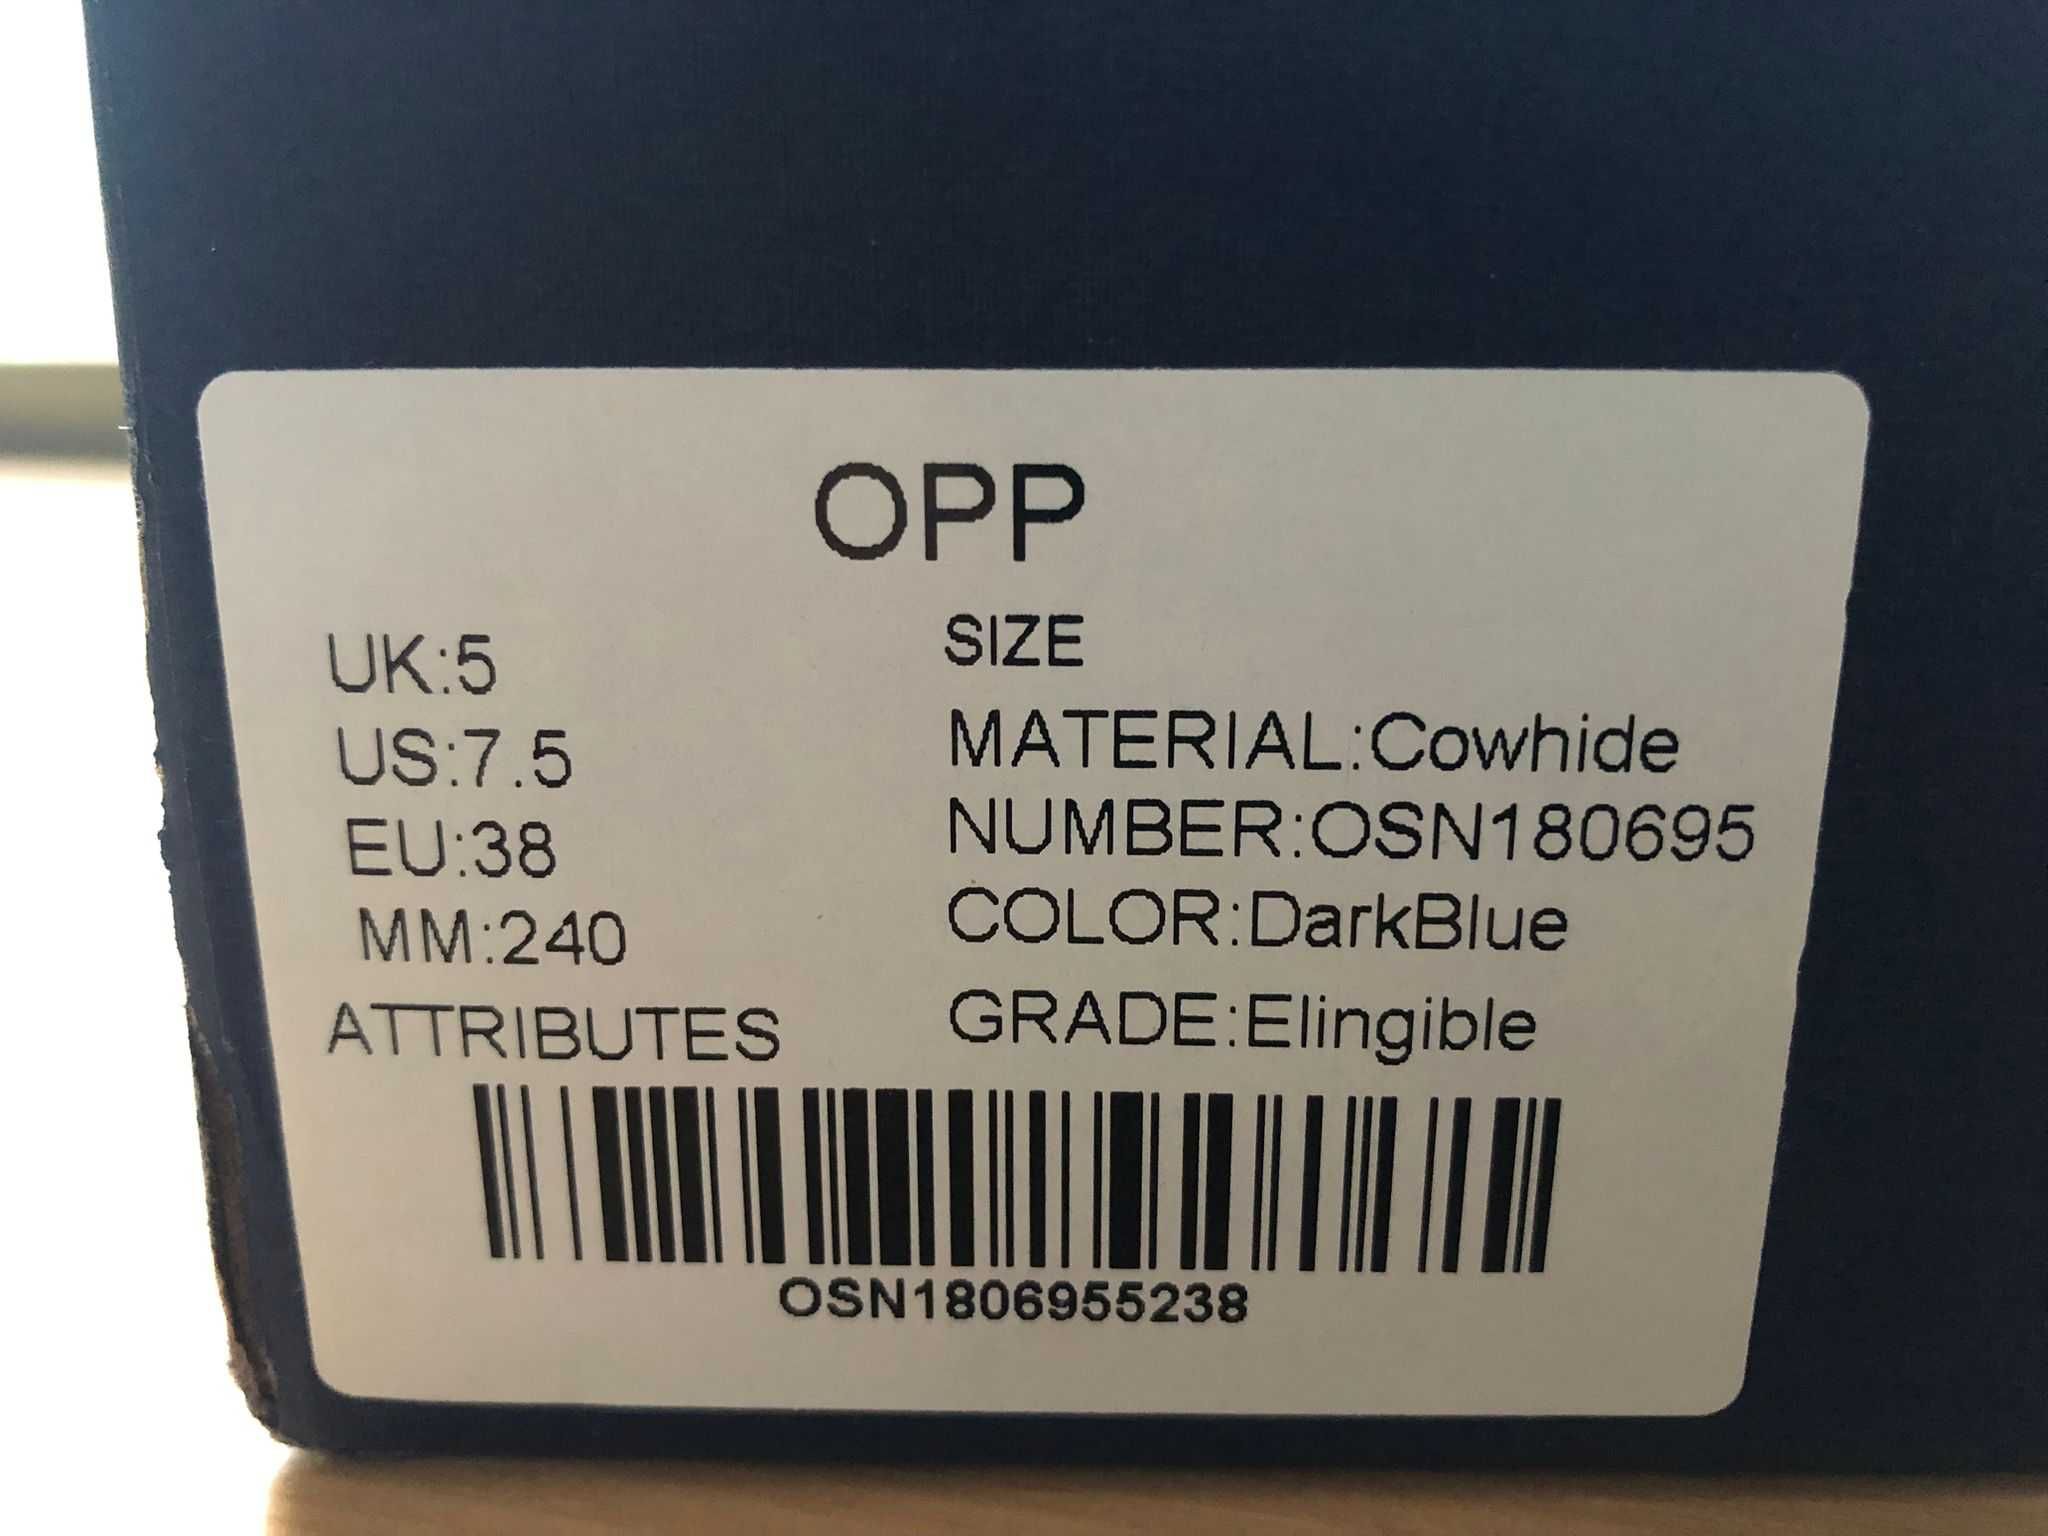 OPP
UK:5
US:7.5
EU:38
MM:240
ATTRIBUTES
SIZE
MATERIAL:Cowhide
NUMBER:OSN180695
COLOR:DarkBlue
GRADE:Elingible
OSN1806955238